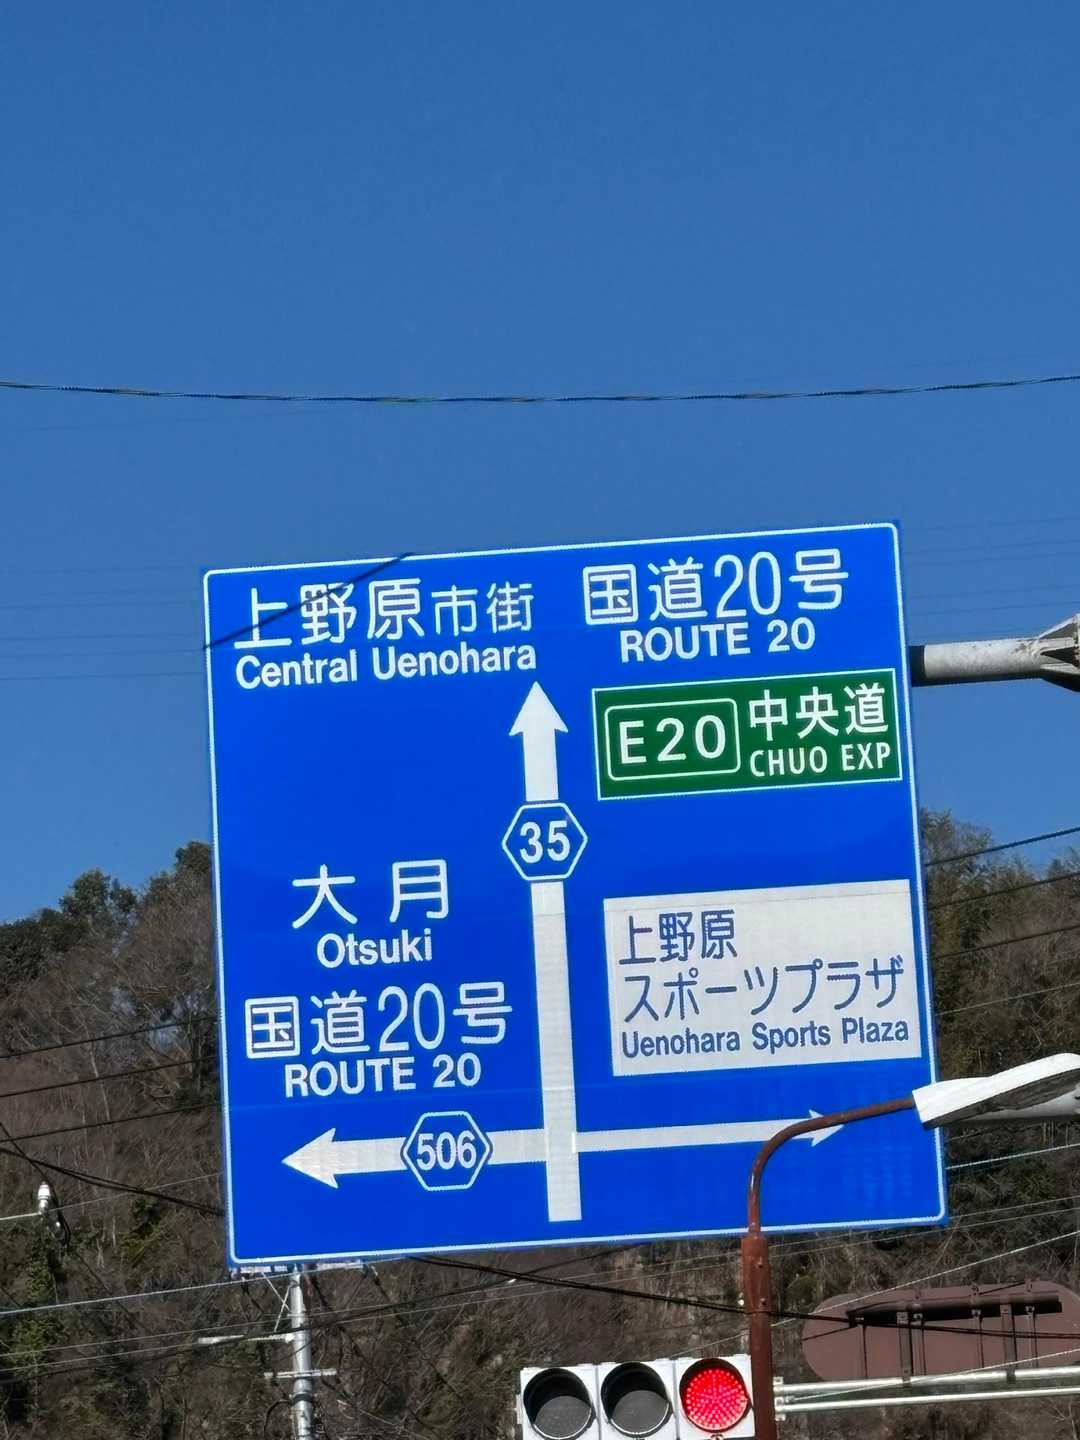 上野原市街
Central Uenohara
国道20号
ROUTE 20
E20 中央道
CHUO EXP
35
大月
Otsuki
国道20号
ROUTE 20
上野原
スポーツプラザ
Uenohara Sports Plaza
506